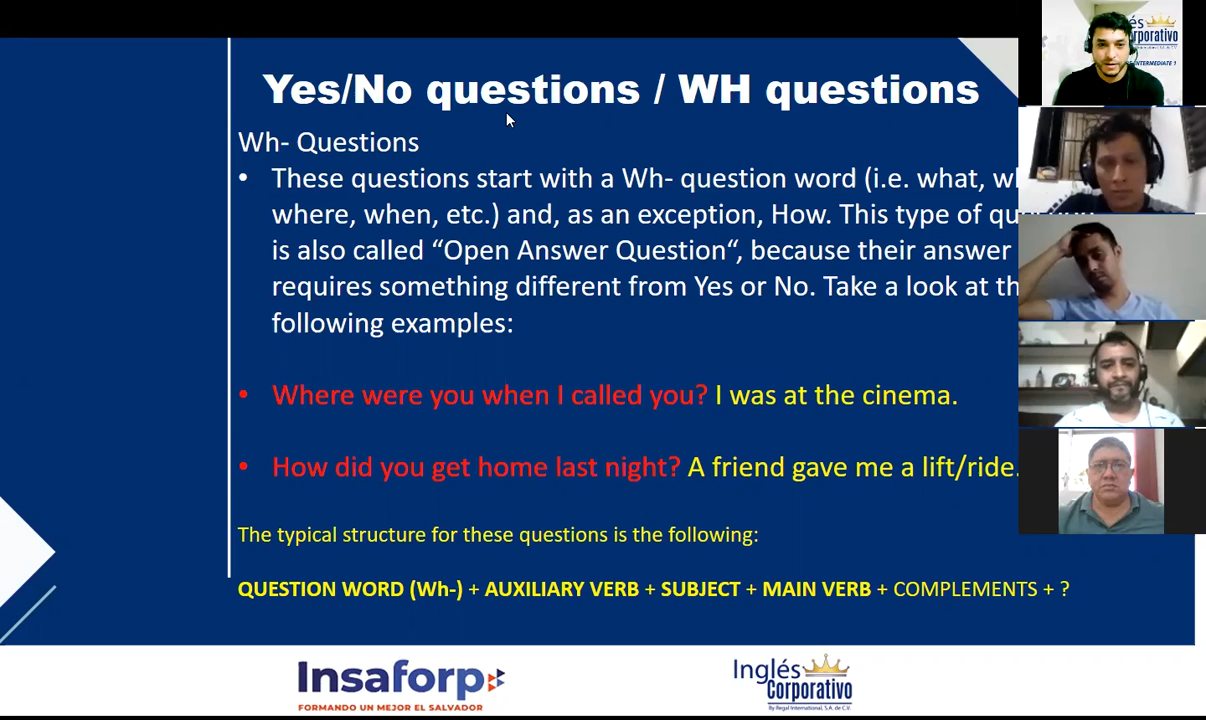 Yes/No questions / WH questions
Wh- Questions
• These questions start with a Wh- question word (i.e. what,
where, when, etc.) and, as an exception, How. This type of
is also called “Open Answer Question“, because their answer
requires something different from Yes or No. Take a look at
following examples:
• Where were you when I called you? I was at the cinema.
• How did you get home last night? A friend gave me a lift/ride.
The typical structure for these questions is the following:
QUESTION WORD (Wh-) + AUXILIARY VERB + SUBJECT + MAIN VERB + COMPLEMENTS + ?
Insaforp
FORMANDO UN MEJOR EL SALVADOR
Inglés
Corporativo
By Regal International, S.A. de C.V.
INTERMEDIATE 1